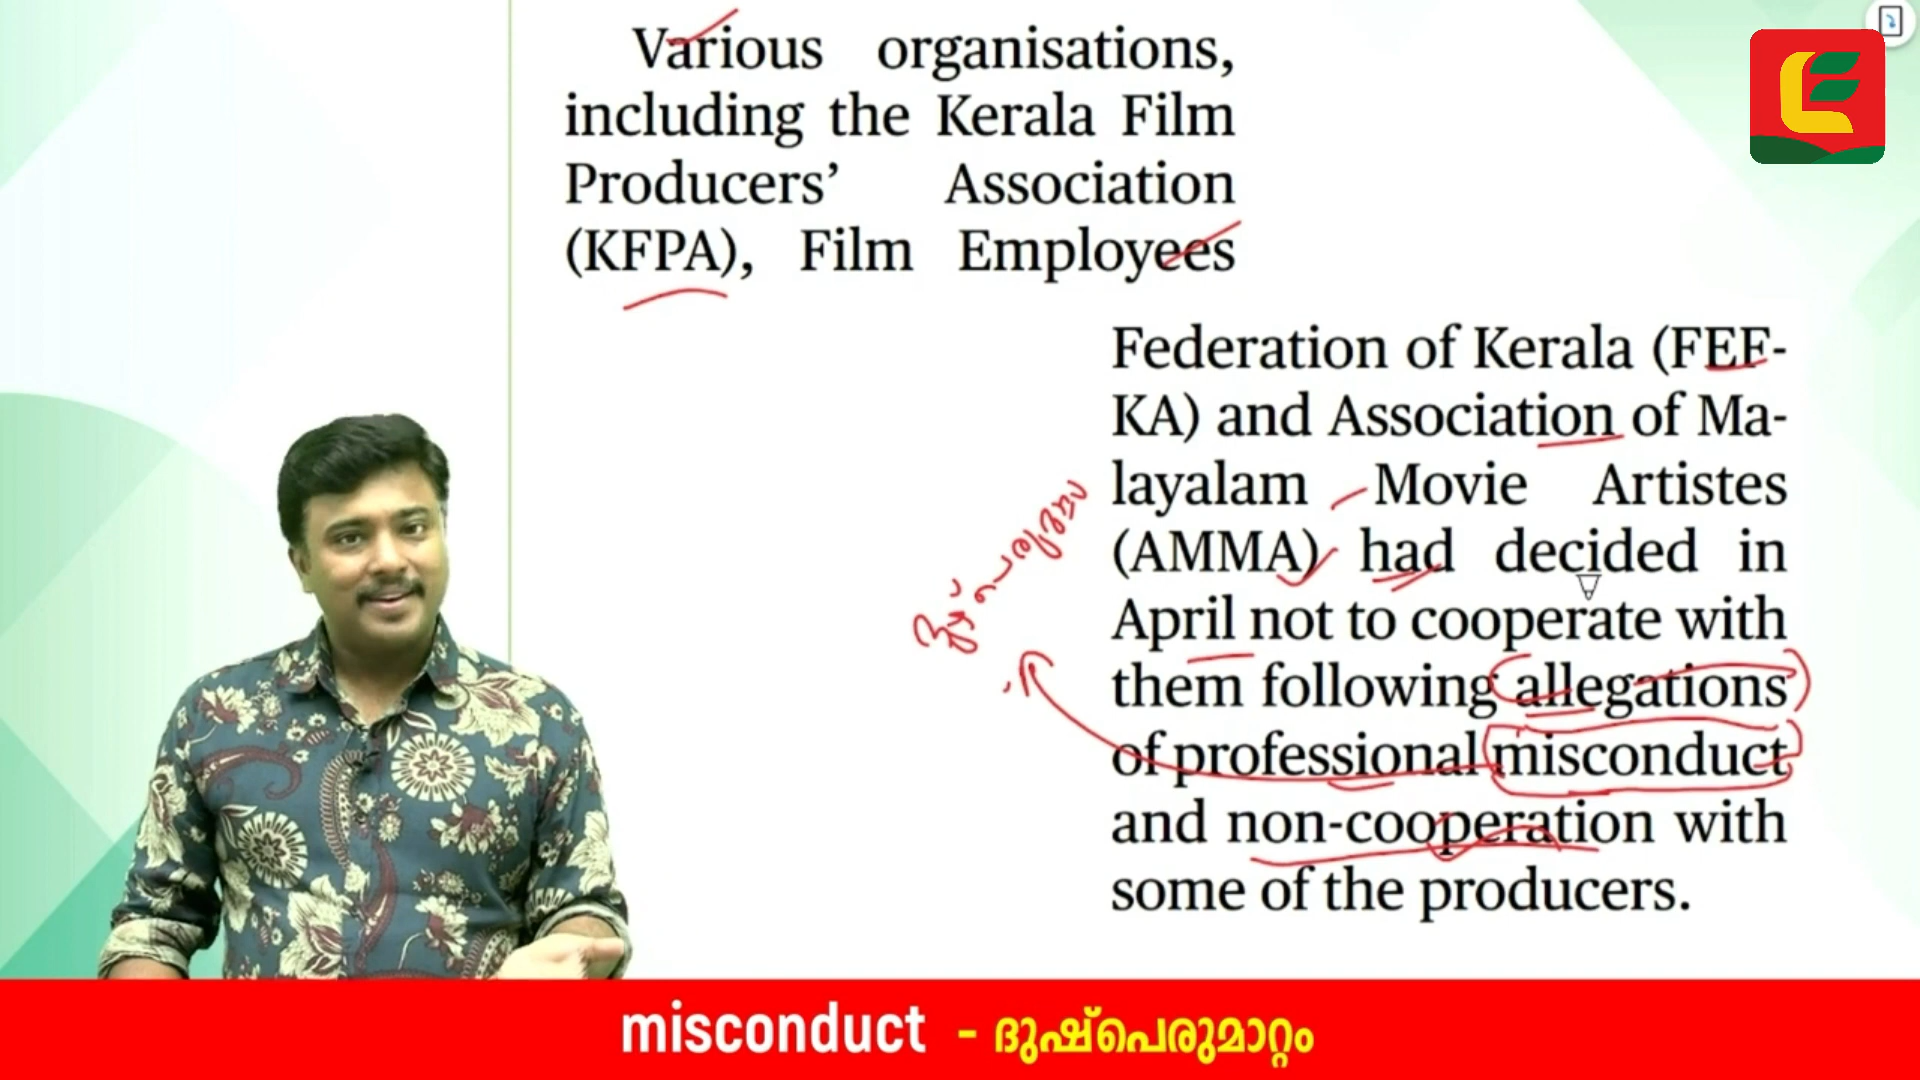 Various organisations,
including the Kerala Film
Producers’ Association
(KFPA), Film Employees
Federation of Kerala (FEF-
KA) and Association of Ma-
layalam Movie Artistes
(AMMA) had decided in
April not to cooperate with
them following allegations
of professional misconduct
and non-cooperation with
some of the producers.
ദുഷ്പെരുമാറ്റം
misconduct - ദുഷ്പെരുമാറ്റം